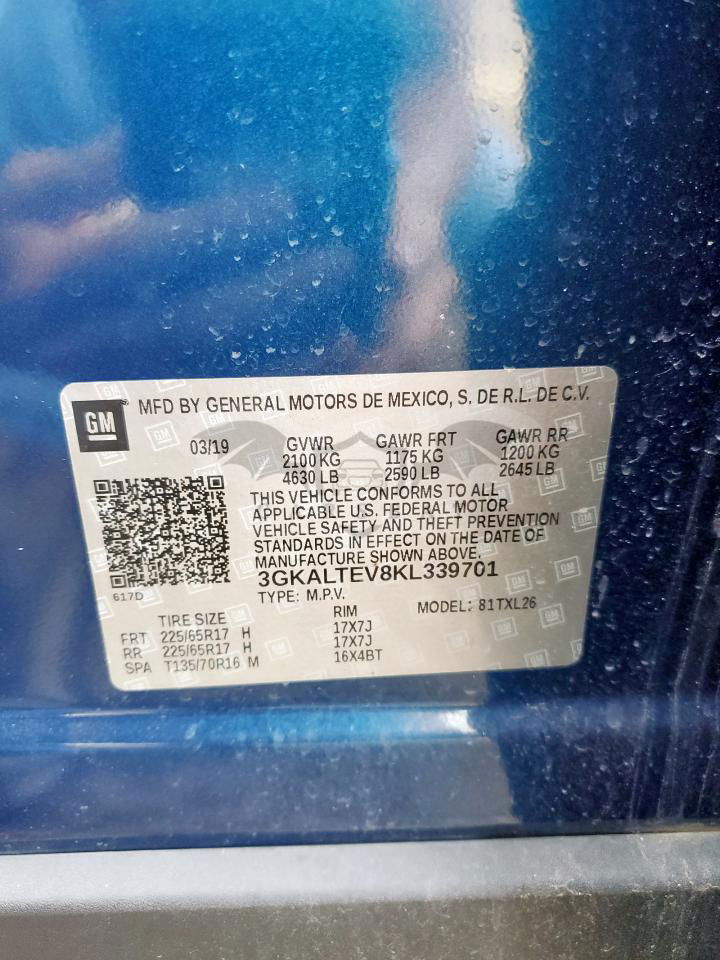 GM MFD BY GENERAL MOTORS DE MEXICO, S. DE R.L. DE C.V.
03/19 GVWR GAWR FRT GAWR RR
2100 KG 1175 KG 1200 KG
4630 LB 2590 LB 2645 LB
THIS VEHICLE CONFORMS TO ALL
APPLICABLE U.S. FEDERAL MOTOR
VEHICLE SAFETY AND THEFT PREVENTION
STANDARDS IN EFFECT ON THE DATE OF
MANUFACTURE SHOWN ABOVE.
3GKALTEV8KL339701
617D
TYPE: M.P.V. MODEL: 81TXL26
TIRE SIZE RIM
FRT 225/65R17 H 17X7J
RR 225/65R17 H 17X7J
SPA T135/70R16 M 16X4BT